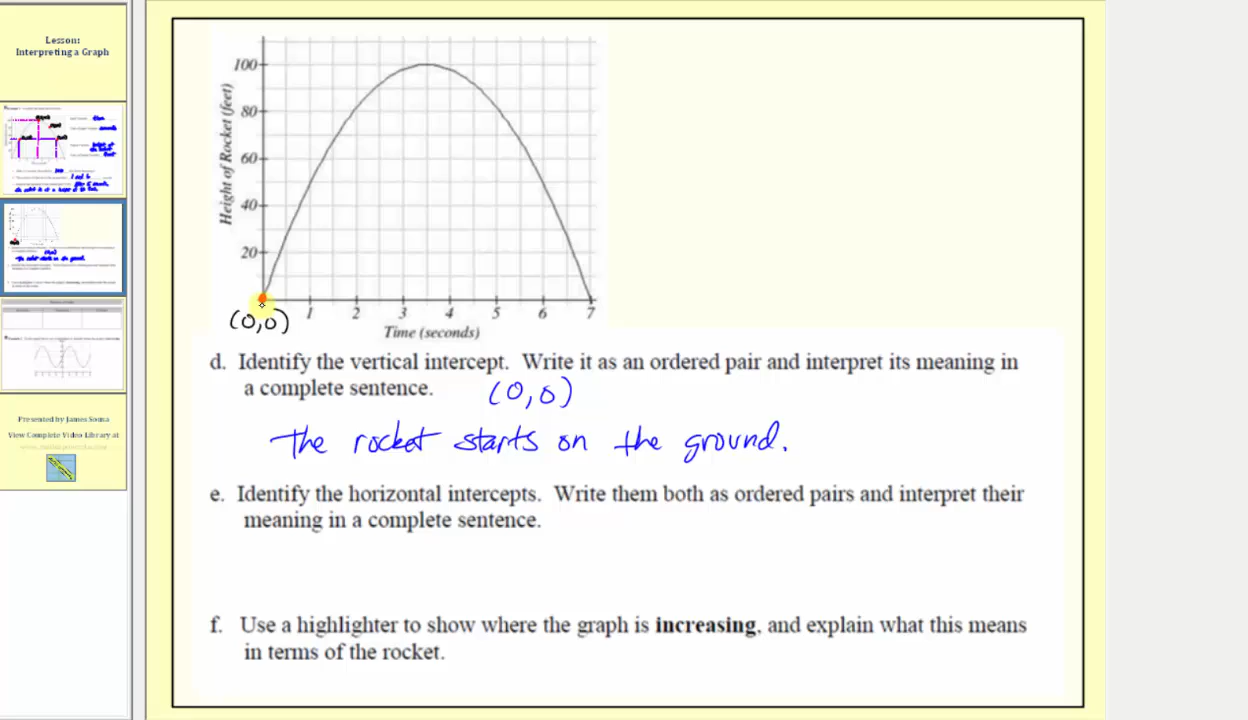 Lesson:
Interpreting a Graph
Presented by James Sousa
View Complete Video Library at
Height of Rocket (feet)
100
80
60
40
20
(0,0)
1 2 3 4 5 6 7
Time (seconds)
d. Identify the vertical intercept. Write it as an ordered pair and interpret its meaning in
a complete sentence. (0,0)
The rocket starts on the ground.
e. Identify the horizontal intercepts. Write them both as ordered pairs and interpret their
meaning in a complete sentence.
f. Use a highlighter to show where the graph is increasing, and explain what this means
in terms of the rocket.